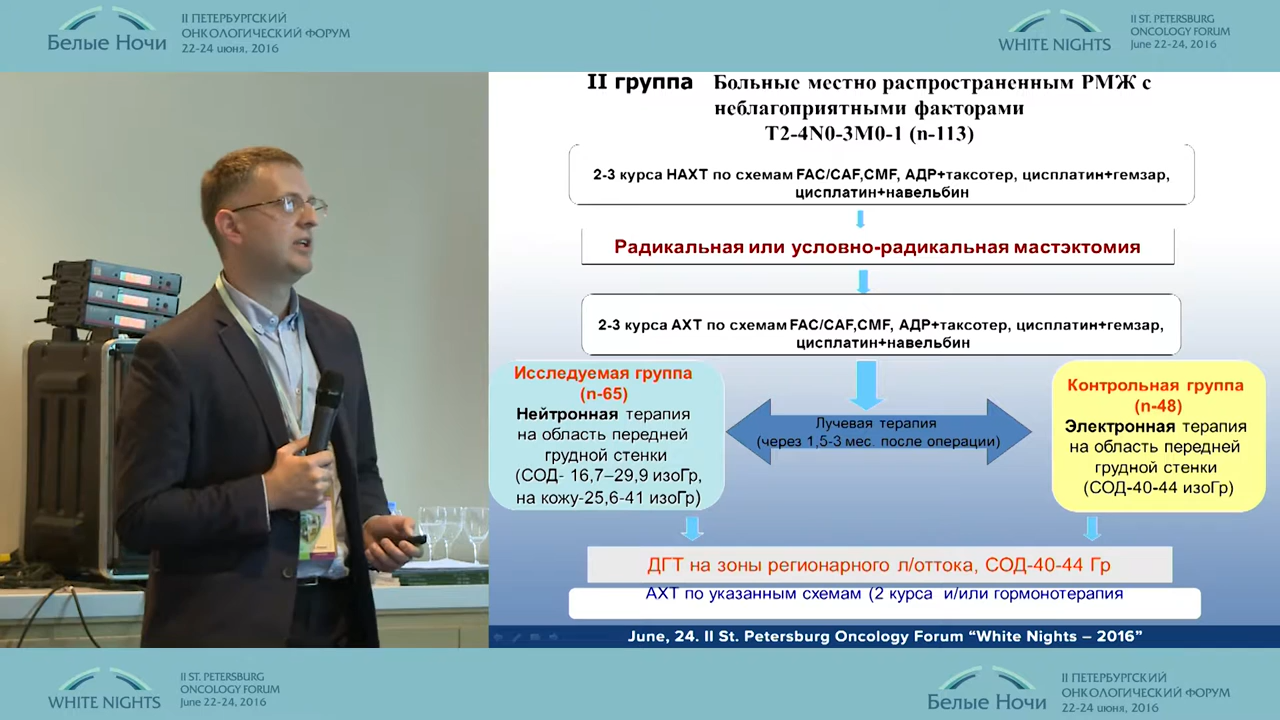 II ПЕТЕРБУРГСКИЙ
ОНКОЛОГИЧЕСКИЙ ФОРУМ
Белые Ночи
22-24 июня, 2016
II ST. PETERSBURG
ONCOLOGY FORUM
WHITE NIGHTS
June 22-24, 2016
II группа Больные местно распространенным РМЖ с
неблагоприятными факторами
T2-4N0-3M0-1 (n-113)
2-3 курса НАХТ по схемам FAC/CAF,CMF, АДР+таксотер, цисплатин+гемзар,
цисплатин+навельбин
Радикальная или условно-радикальная мастэктомия
2-3 курса АХТ по схемам FAC/CAF,CMF, АДР+таксотер, цисплатин+гемзар,
цисплатин+навельбин
Исследуемая группа
(n-65)
Нейтронная терапия
на область передней
грудной стенки
(СОД- 16,7–29,9 изоГр,
на кожу-25,6-41 изоГр)
Лучевая терапия
(через 1,5-3 мес. после операции)
Контрольная группа
(n-48)
Электронная терапия
на область передней
грудной стенки
(СОД-40-44 изоГр)
ДГТ на зоны регионарного л/оттока, СОД-40-44 Гр
АХТ по указанным схемам (2 курса и/или гормонотерапия
June, 24. II St. Petersburg Oncology Forum “White Nights – 2016”
II ST. PETERSBURG
ONCOLOGY FORUM
WHITE NIGHTS
June 22-24, 2016
II ПЕТЕРБУРГСКИЙ
ОНКОЛОГИЧЕСКИЙ ФОРУМ
Белые Ночи
22-24 июня, 2016